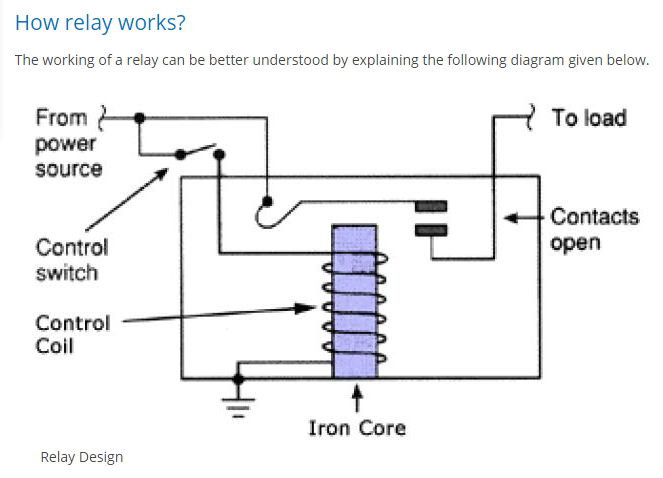 How relay works?
The working of a relay can be better understood by explaining the following diagram given below.
From
power
source
To load
Control
switch
Contacts
open
Control
Coil
Iron Core
Relay Design